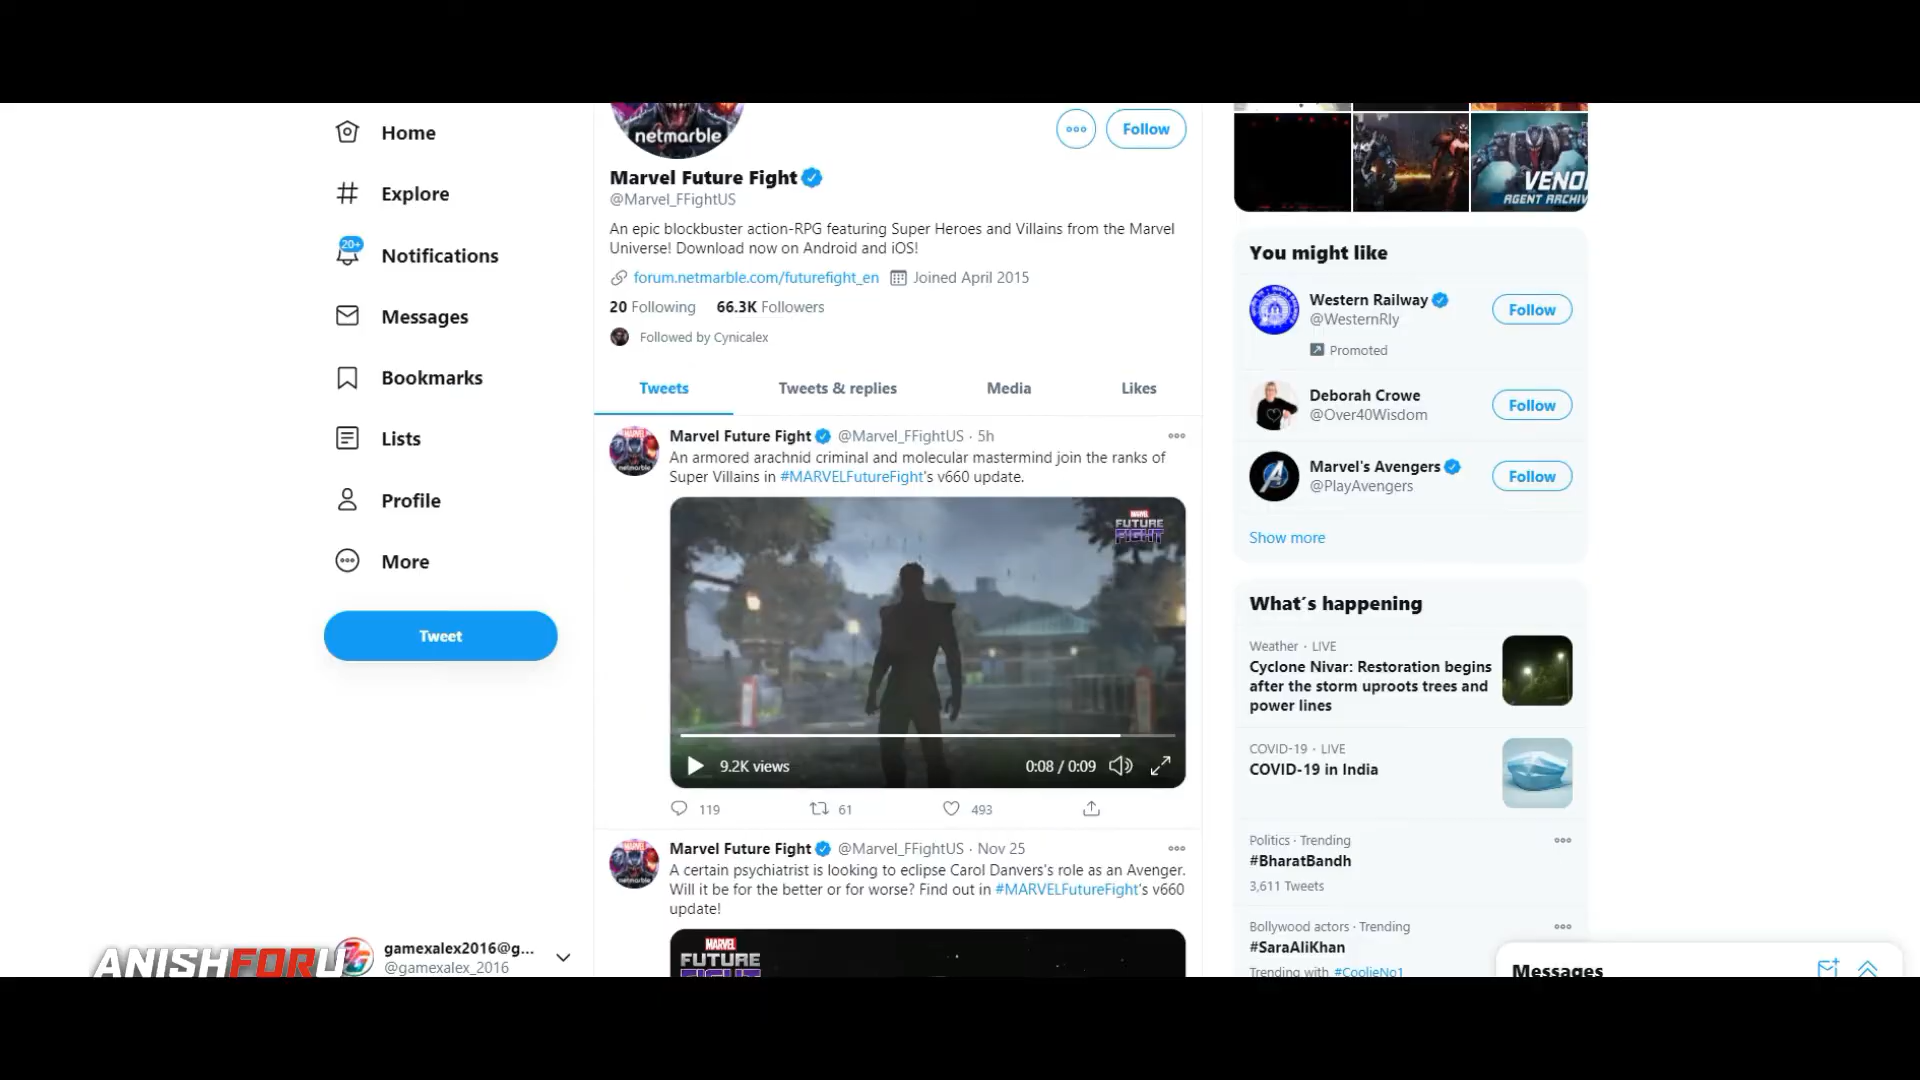 Home
Explore
20+
Notifications
Messages
Bookmarks
Lists
Profile
More
Tweet
gamexalex2016@g...
@gamexalex_2016
ANISHFORU
netmarble
Follow
Marvel Future Fight
@Marvel_FFightUS
An epic blockbuster action-RPG featuring Super Heroes and Villains from the Marvel
Universe! Download now on Android and iOS!
forum.netmarble.com/futurefight_en Joined April 2015
20 Following 66.3K Followers
Followed by Cynicalex
Tweets Tweets & replies Media Likes
Marvel Future Fight @Marvel_FFightUS · 5h
An armored arachnid criminal and molecular mastermind join the ranks of
Super Villains in #MARVELFutureFight's v660 update.
MARVEL
FUTURE
FIGHT
9.2K views 0:08 / 0:09
119 61 493
Marvel Future Fight @Marvel_FFightUS · Nov 25
A certain psychiatrist is looking to eclipse Carol Danvers's role as an Avenger.
Will it be for the better or for worse? Find out in #MARVELFutureFight's v660
update!
MARVEL
FUTURE
FIGHT
VENO
AGENT ARCHIV
You might like
Western Railway
@WesternRly
Follow
Promoted
Deborah Crowe
@Over40Wisdom
Follow
Marvel's Avengers
@PlayAvengers
Follow
Show more
What's happening
Weather · LIVE
Cyclone Nivar: Restoration begins
after the storm uproots trees and
power lines
COVID-19 · LIVE
COVID-19 in India
Politics · Trending
#BharatBandh
3,611 Tweets
Bollywood actors · Trending
#SaraAliKhan
Trending with #CoolieNo1
Messages